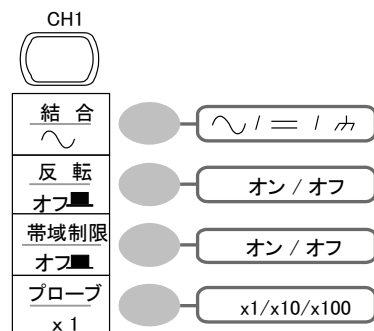 CH1
結 合
/ /
反 転
オフ
オン / オフ
帯域制限
オフ
オン / オフ
プローブ
x 1
x1/x10/x100